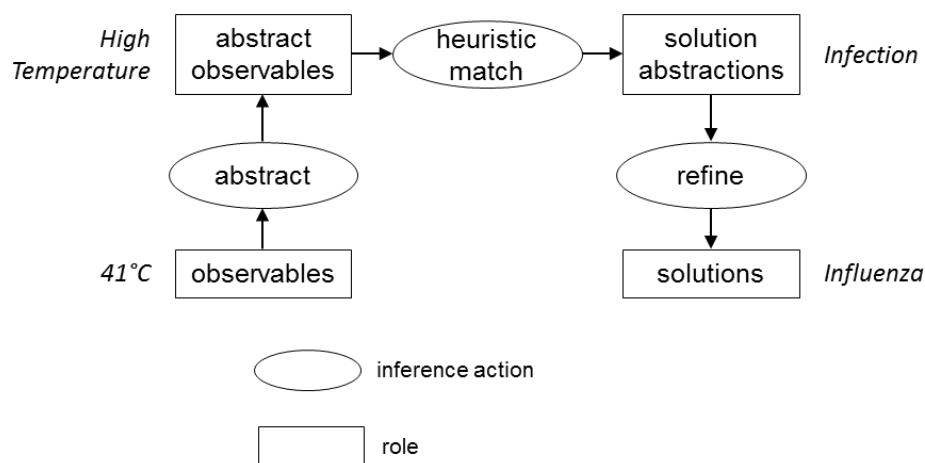 High
Temperature
abstract
observables
heuristic
match
solution
abstractions
Infection
abstract
refine
41°C
observables
solutions
Influenza
inference action
role